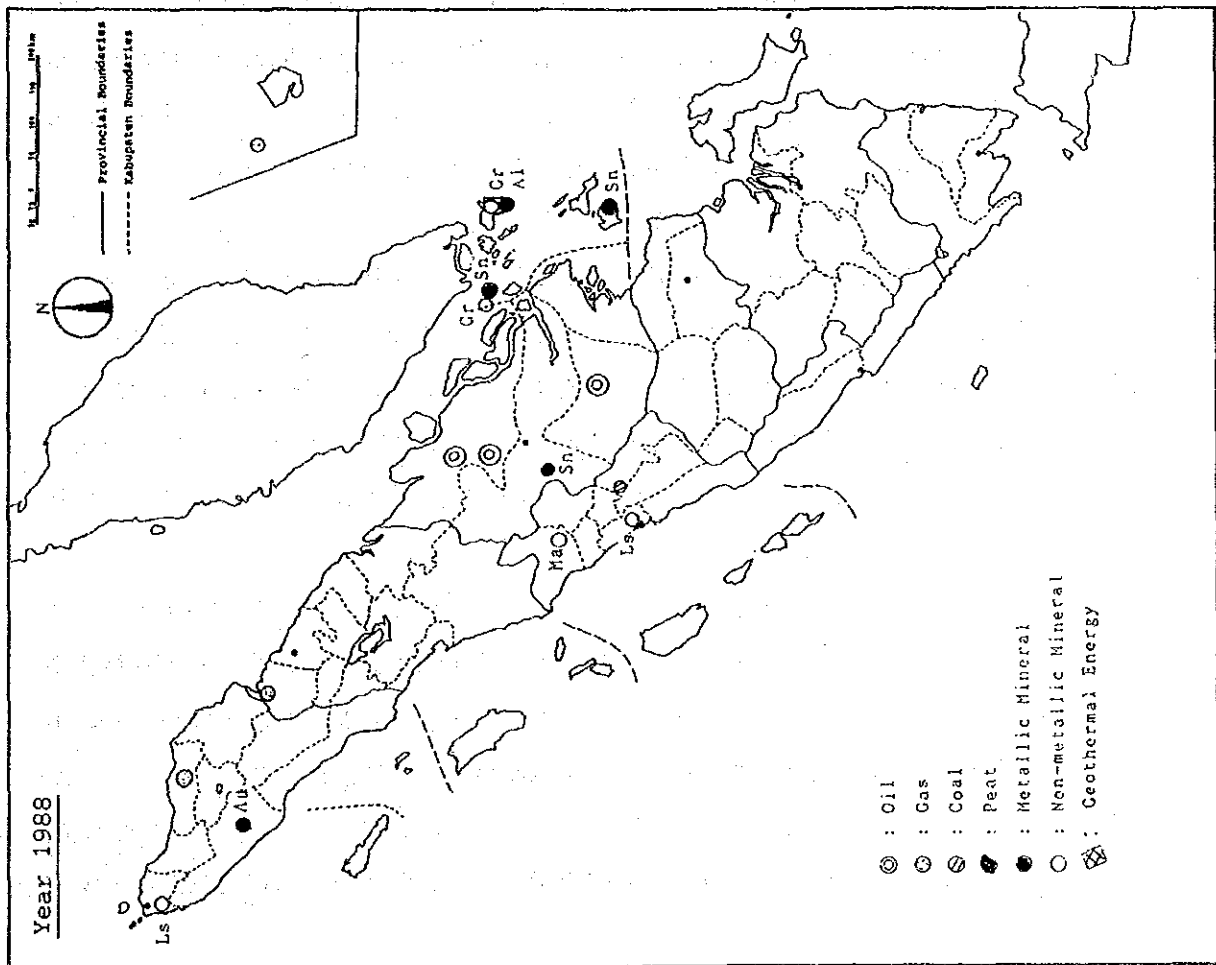 Year 1988
N
Provincial Boundaries
Kabupaten Boundaries
Ls
Au
Ma
Ls
Sn
Cr
Sn
Cr
Al
Sn
: Oil
: Gas
: Coal
: Peat
: Metallic Mineral
: Non-metallic Mineral
: Geothermal Energy